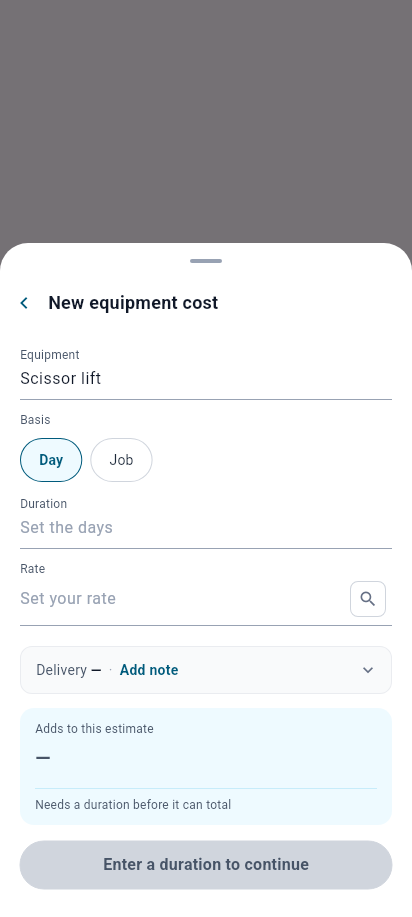 New equipment cost
Equipment
Scissor lift
Basis
Day Job
Duration
Set the days
Rate
Set your rate
Delivery — · Add note
Adds to this estimate
—
Needs a duration before it can total
Enter a duration to continue